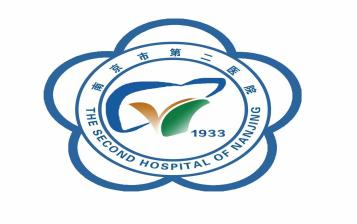 南京市第二医院
1933
THE SECOND HOSPITAL OF NANJING